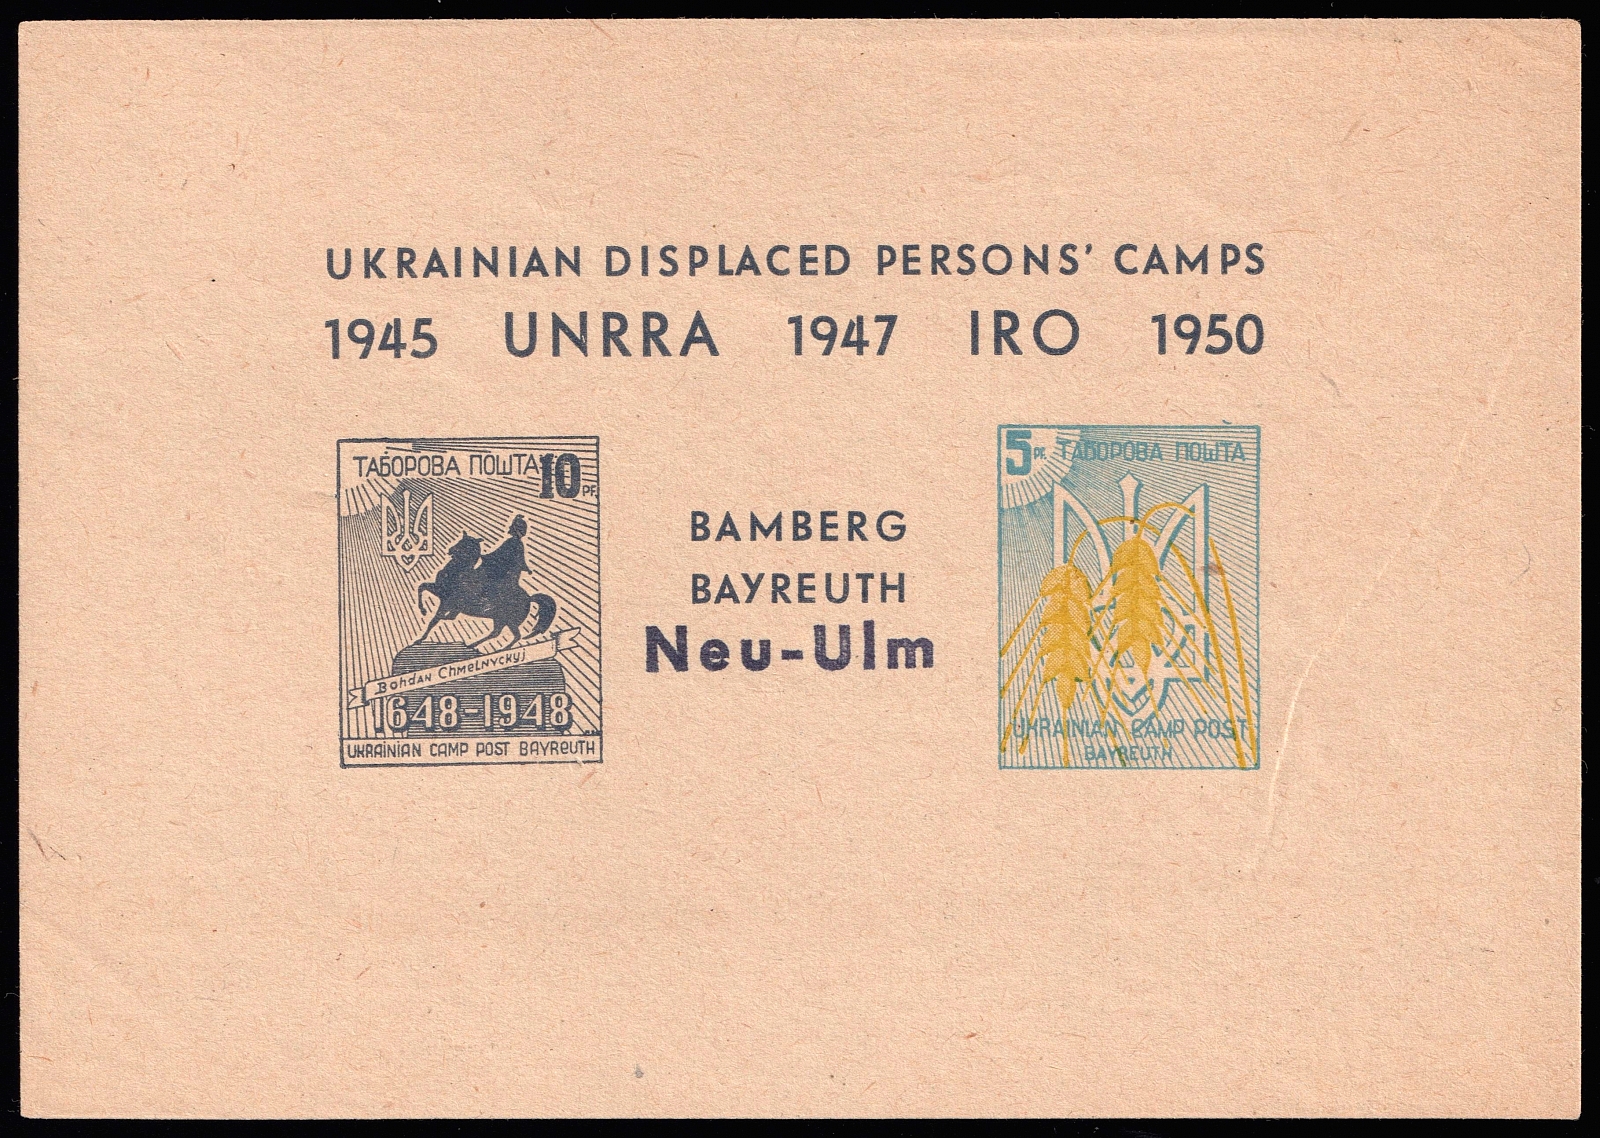 UKRAINIAN DISPLACED PERSONS' CAMPS
1945 UNRRA 1947 IRO 1950
ТАБОРОВА ПОШТА 10 PF.
Bohdan Chmelnyckyj
1648-1948
UKRAINIAN CAMP POST BAYREUTH
BAMBERG
BAYREUTH
Neu-Ulm
5 PF. ТАБОРОВА ПОШТА
UKRAINIAN CAMP POST
BAYREUTH